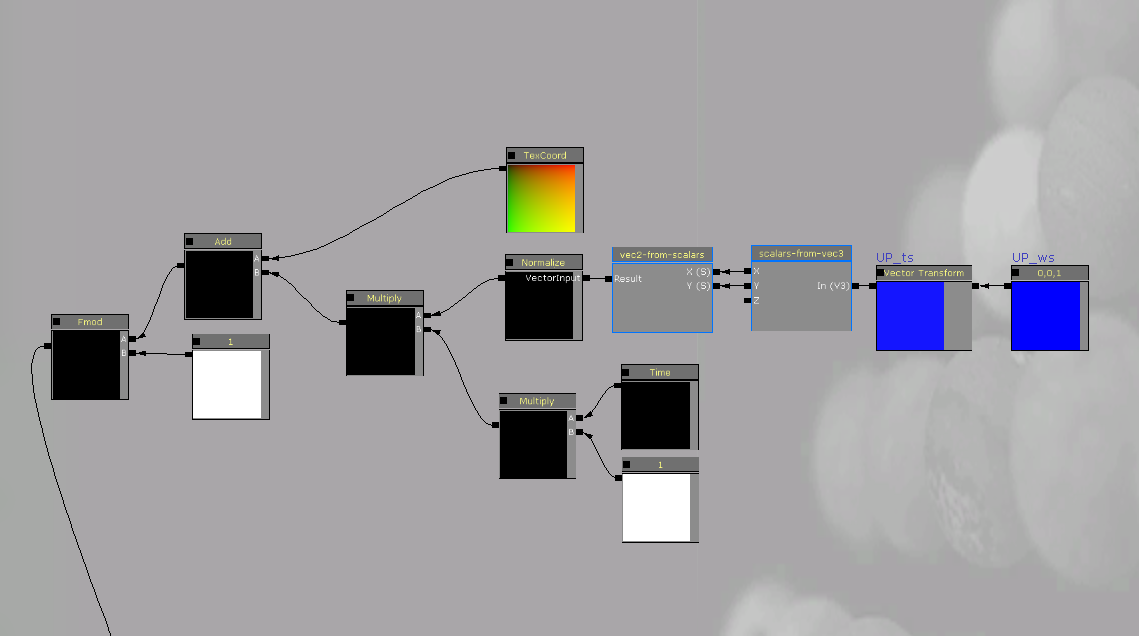 TexCoord
Add
A
B
Normalize
VectorInput
vec2-from-scalars
X (S)
Result
Y (S)
scalars-from-vec3
X
Y
In (V3)
Z
UP_ts
Vector Transform
UP_ws
0,0,1
Multiply
A
B
Fmod
A
B
1
Multiply
A
B
Time
1